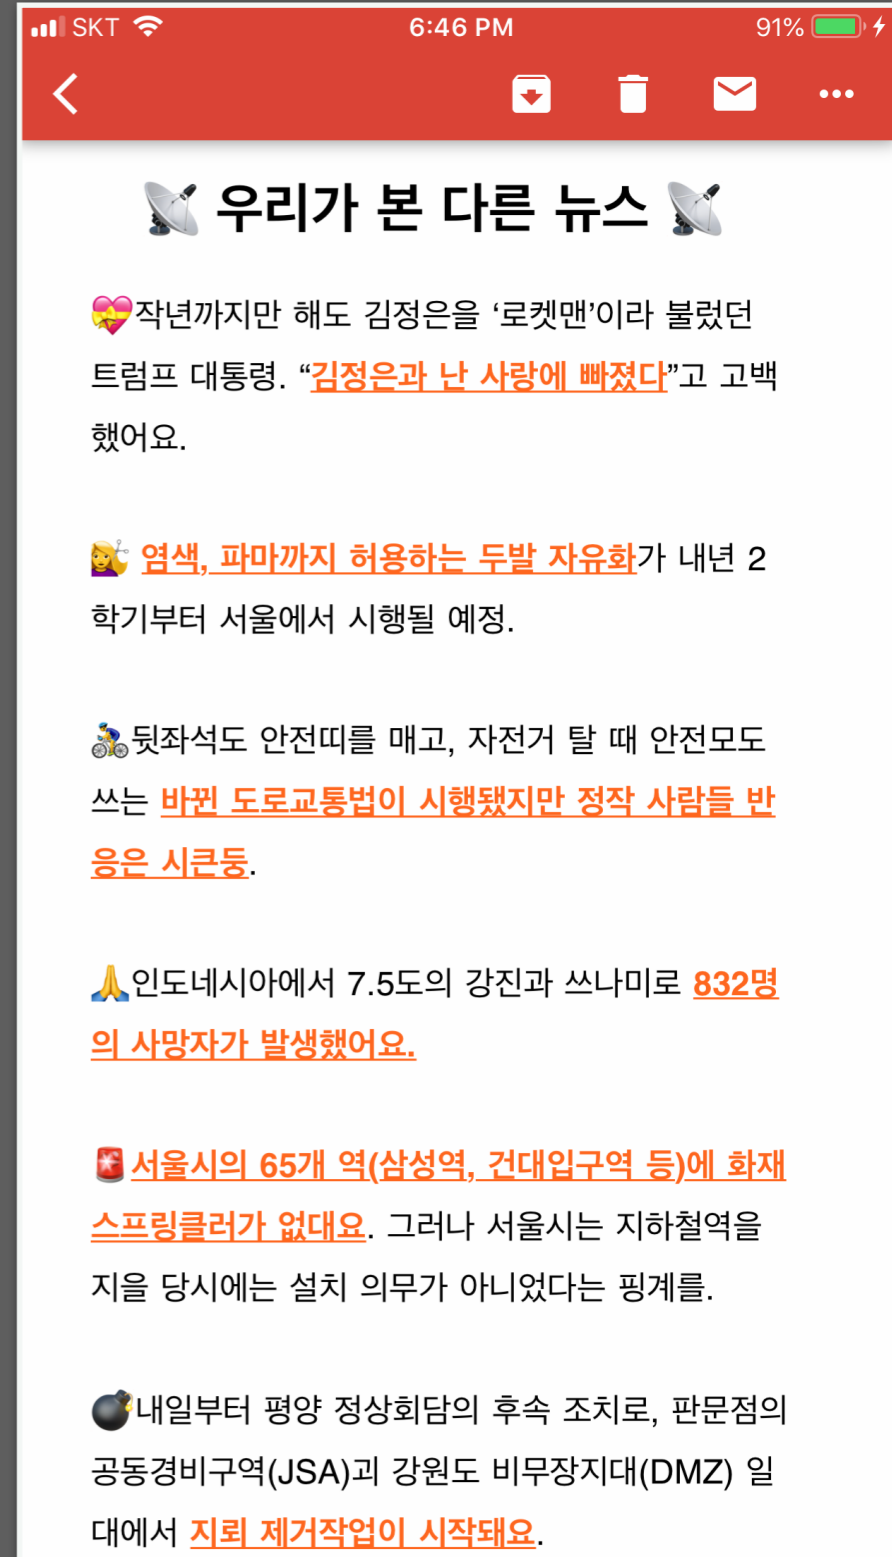 SKT 6:46 PM 91%
우리가 본 다른 뉴스
작년까지만 해도 김정은을 ‘로켓맨’이라 불렀던
트럼프 대통령. “김정은과 난 사랑에 빠졌다”고 고백
했어요.
염색, 파마까지 허용하는 두발 자유화가 내년 2
학기부터 서울에서 시행될 예정.
뒷좌석도 안전띠를 매고, 자전거 탈 때 안전모도
쓰는 바뀐 도로교통법이 시행됐지만 정작 사람들 반
응은 시큰둥.
인도네시아에서 7.5도의 강진과 쓰나미로 832명
의 사망자가 발생했어요.
서울시의 65개 역(삼성역, 건대입구역 등)에 화재
스프링클러가 없대요. 그러나 서울시는 지하철역을
지을 당시에는 설치 의무가 아니었다는 핑계를.
내일부터 평양 정상회담의 후속 조치로, 판문점의
공동경비구역(JSA)괴 강원도 비무장지대(DMZ) 일
대에서 지뢰 제거작업이 시작돼요.